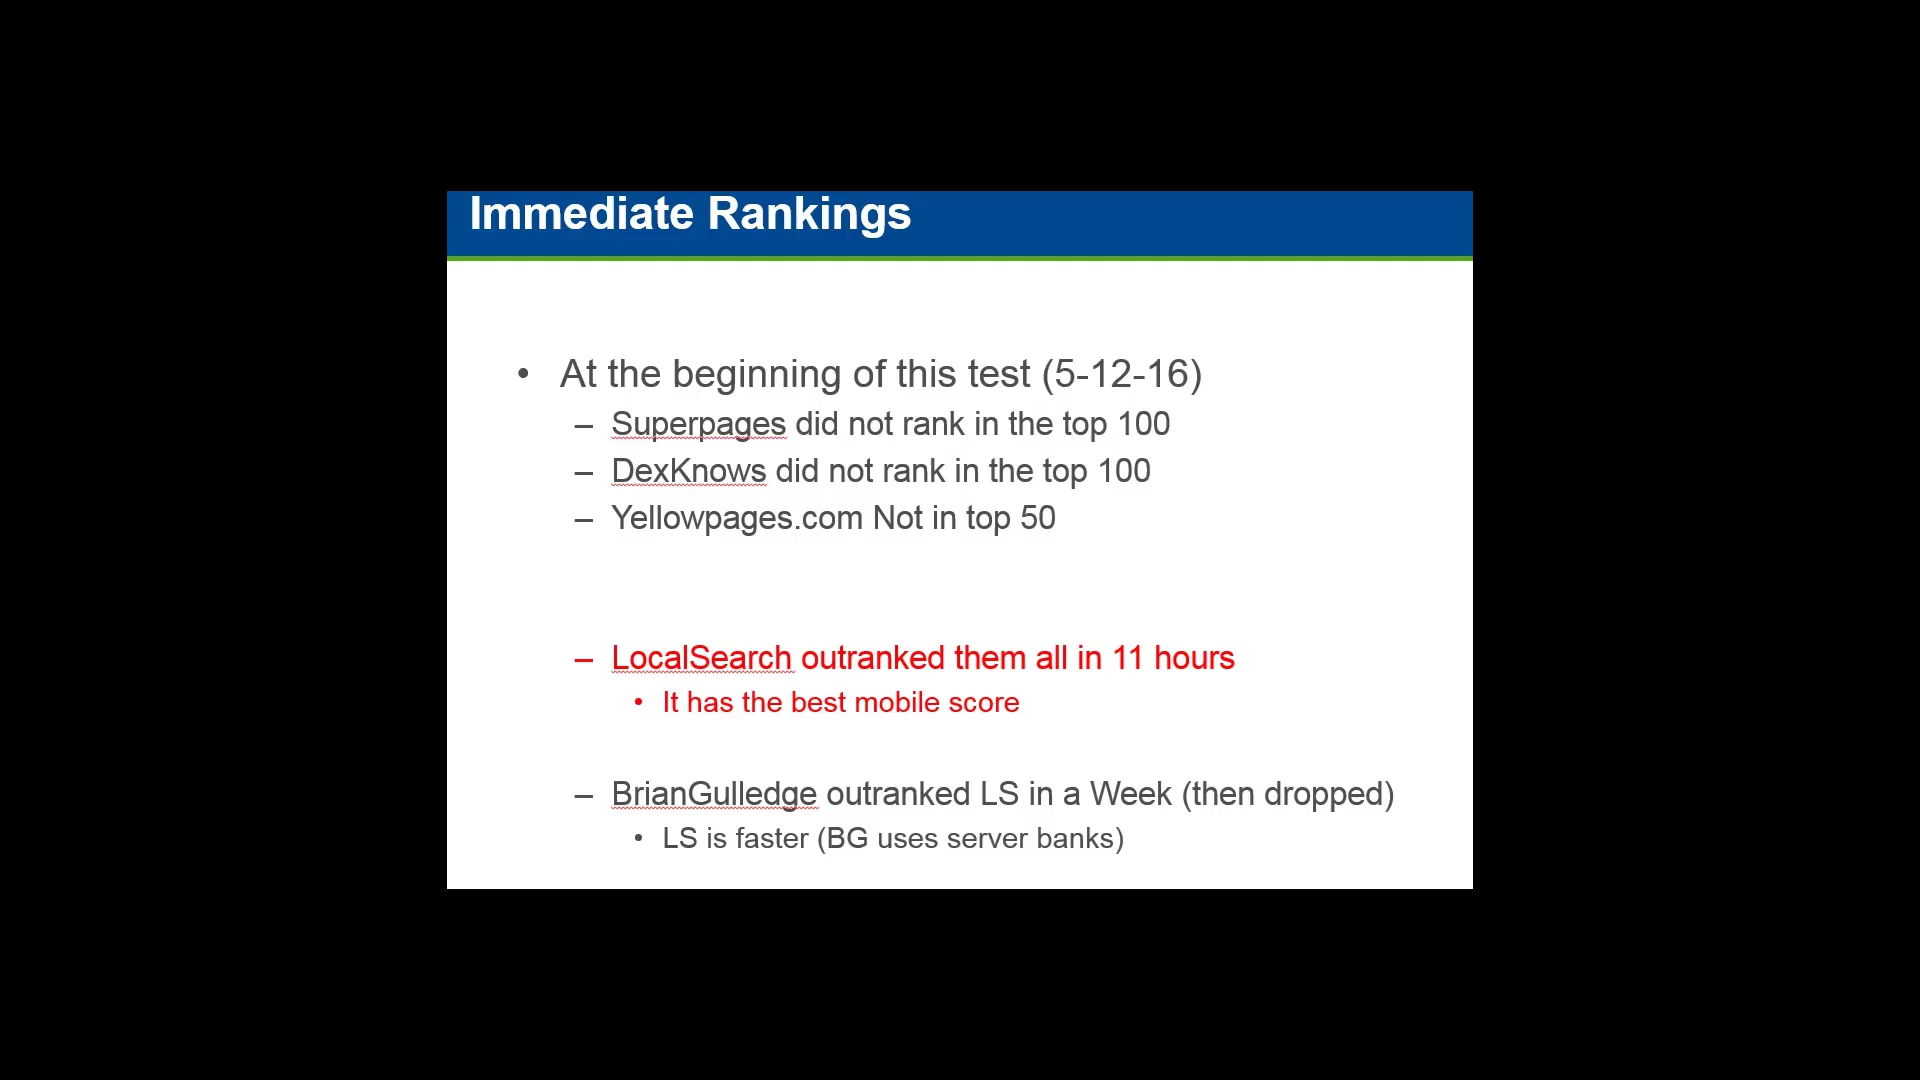 Immediate Rankings
• At the beginning of this test (5-12-16)
– Superpages did not rank in the top 100
– DexKnows did not rank in the top 100
– Yellowpages.com Not in top 50
– LocalSearch outranked them all in 11 hours
• It has the best mobile score
– BrianGulledge outranked LS in a Week (then dropped)
• LS is faster (BG uses server banks)